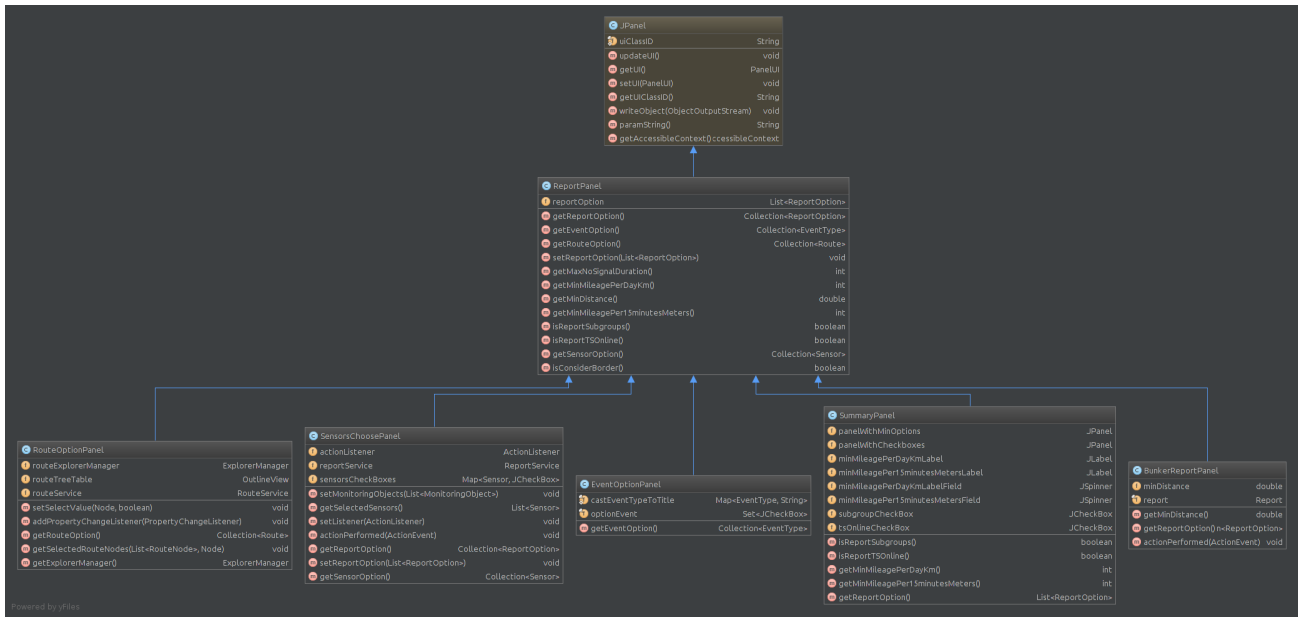 JPanel
uiClassID String
updateUI() void
getUI() PanelUI
setUI(PanelUI) void
getUIClassID() String
writeObject(ObjectOutputStream) void
paramString() String
getAccessibleContext() ccessibleContext
ReportPanel
reportOption List<ReportOption>
getReportOption() Collection<ReportOption>
getEventOption() Collection<EventType>
getRouteOption() Collection<Route>
setReportOption(List<ReportOption>) void
getMaxNoSignalDuration() int
getMinMileagePerDayKm() int
getMinDistance() double
getMinMileagePer15minutesMeters() int
isReportSubgroups() boolean
isReportTSOnline() boolean
getSensorOption() Collection<Sensor>
isConsiderBorder() boolean
RouteOptionPanel
routeExplorerManager ExplorerManager
routeTreeTable OutlineView
routeService RouteService
setSelectValue(Node, boolean) void
addPropertyChangeListener(PropertyChangeListener) void
getRouteOption() Collection<Route>
getSelectedRouteNodes(List<RouteNode>, Node) void
getExplorerManager() ExplorerManager
SensorsChoosePanel
actionListener ActionListener
reportService ReportService
sensorsCheckBoxes Map<Sensor, JCheckBox>
setMonitoringObjects(List<MonitoringObject>) void
getSelectedSensors() List<Sensor>
setListener(ActionListener) void
actionPerformed(ActionEvent) void
getReportOption() Collection<ReportOption>
setReportOption(List<ReportOption>) void
getSensorOption() Collection<Sensor>
EventOptionPanel
castEventTypeToTitle Map<EventType, String>
optionEvent Set<JCheckBox>
getEventOption() Collection<EventType>
SummaryPanel
panelWithMinOptions JPanel
panelWithCheckboxes JPanel
minMileagePerDayKmLabel JLabel
minMileagePer15minutesMetersLabel JLabel
minMileagePerDayKmLabelField JSpinner
minMileagePer15minutesMetersField JSpinner
subgroupCheckBox JCheckBox
tsOnlineCheckBox JCheckBox
isReportSubgroups() boolean
isReportTSOnline() boolean
getMinMileagePerDayKm() int
getMinMileagePer15minutesMeters() int
getReportOption() List<ReportOption>
BunkerReportPanel
minDistance double
report Report
getMinDistance() double
getReportOption() n<ReportOption>
actionPerformed(ActionEvent) void
Powered by yFiles